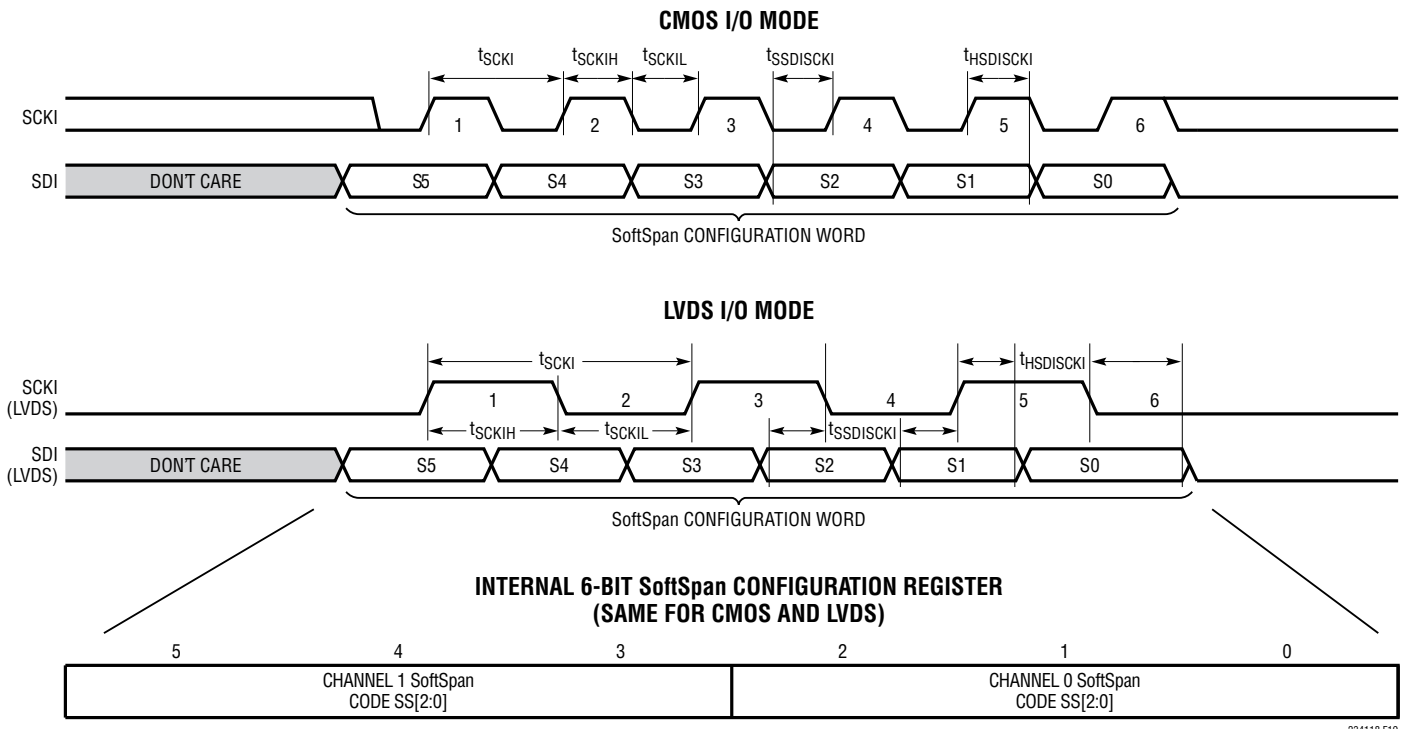 CMOS I/O MODE
tSCKI tSCKIH tSCKIL tSSDISCKI tHSDISCKI
SCKI 1 2 3 4 5 6
SDI DON'T CARE S5 S4 S3 S2 S1 S0
SoftSpan CONFIGURATION WORD
LVDS I/O MODE
tSCKI tHSDISCKI
SCKI
(LVDS)
1 2 3 4 5 6
tSCKIH tSCKIL tSSDISCKI
SDI
(LVDS)
DON'T CARE S5 S4 S3 S2 S1 S0
SoftSpan CONFIGURATION WORD
INTERNAL 6-BIT SoftSpan CONFIGURATION REGISTER
(SAME FOR CMOS AND LVDS)
5 4 3 2 1 0
CHANNEL 1 SoftSpan
CODE SS[2:0]
CHANNEL 0 SoftSpan
CODE SS[2:0]